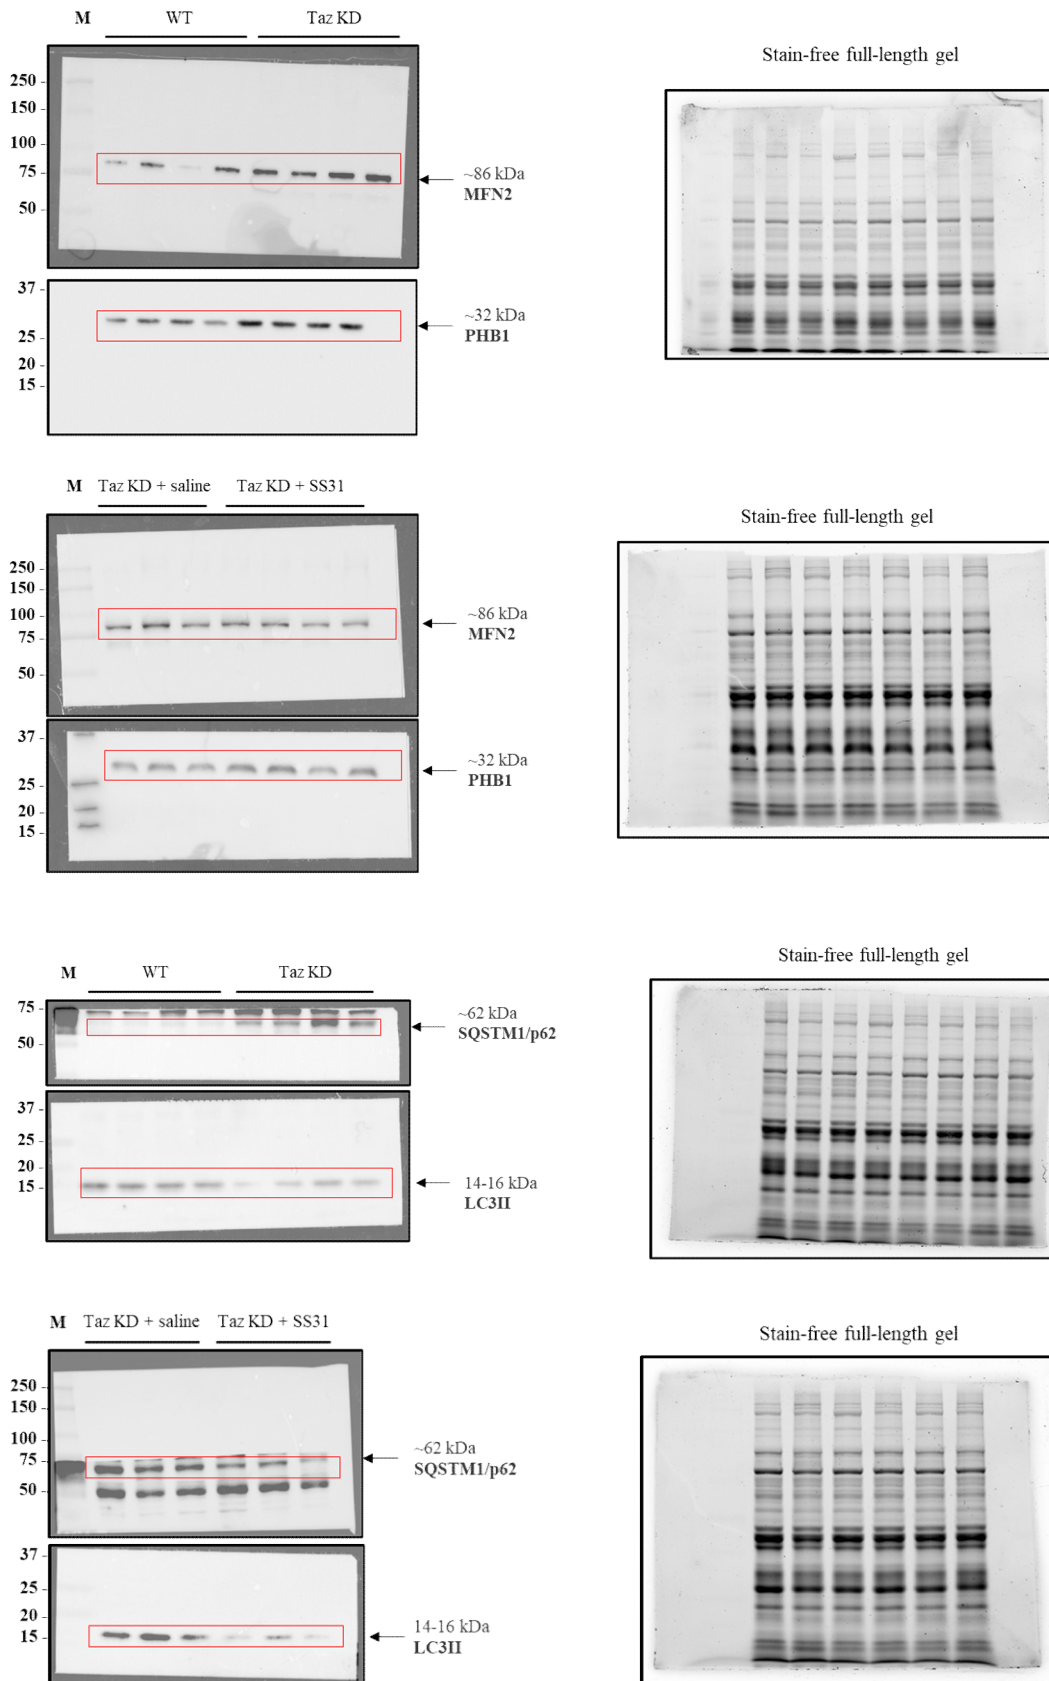 M WT Taz KD
Stain-free full-length gel
250 -
150 -
100 -
75 -
50 -
~86 kDa
MFN2
37 -
25 -
20 -
15 -
~32 kDa
PHB1
M Taz KD + saline Taz KD + SS31
Stain-free full-length gel
250 -
150 -
100 -
75 -
50 -
~86 kDa
MFN2
37 -
25 -
20 -
15 -
~32 kDa
PHB1
M WT Taz KD
Stain-free full-length gel
75 -
50 -
~62 kDa
SQSTM1/p62
37 -
25 -
20 -
15 -
14-16 kDa
LC3II
M Taz KD + saline Taz KD + SS31
Stain-free full-length gel
250 -
150 -
100 -
75 -
50 -
~62 kDa
SQSTM1/p62
37 -
25 -
20 -
15 -
14-16 kDa
LC3II